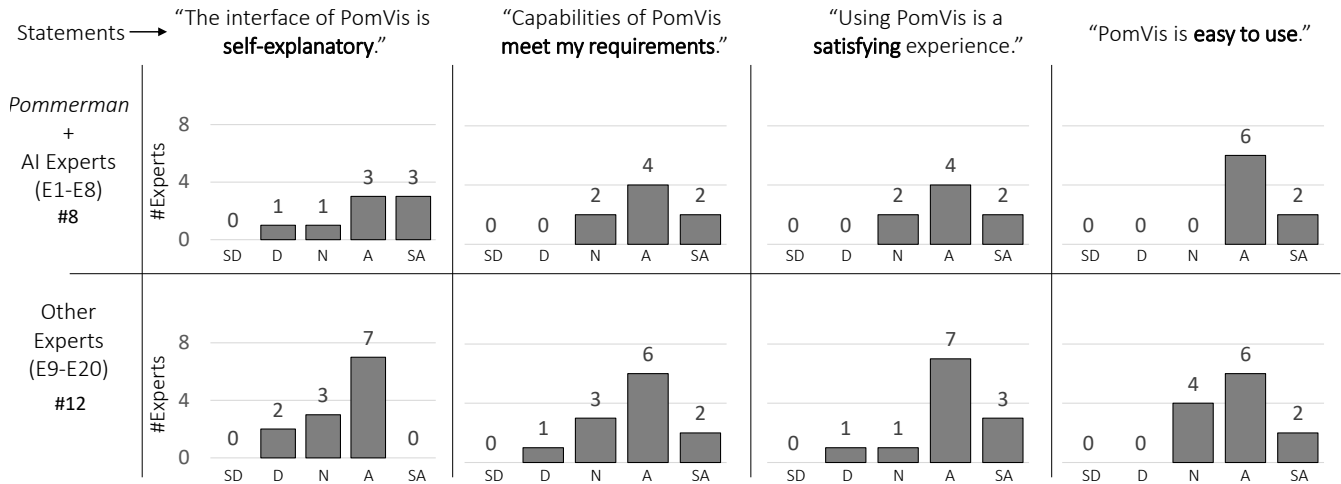 Statements
“The interface of PomVis is
self-explanatory.”
“Capabilities of PomVis
meet my requirements.”
“Using PomVis is a
satisfying experience.”
“PomVis is easy to use.”
Pommerman
+
AI Experts
(E1-E8)
#8
#Experts
8
4
0
0 1 1 3 3
SD D N A SA
0 0 2 4 2
SD D N A SA
0 0 2 4 2
SD D N A SA
0 0 0 6 2
SD D N A SA
Other
Experts
(E9-E20)
#12
#Experts
8
4
0
0 2 3 7 0
SD D N A SA
0 1 3 6 2
SD D N A SA
0 1 1 7 3
SD D N A SA
0 0 4 6 2
SD D N A SA